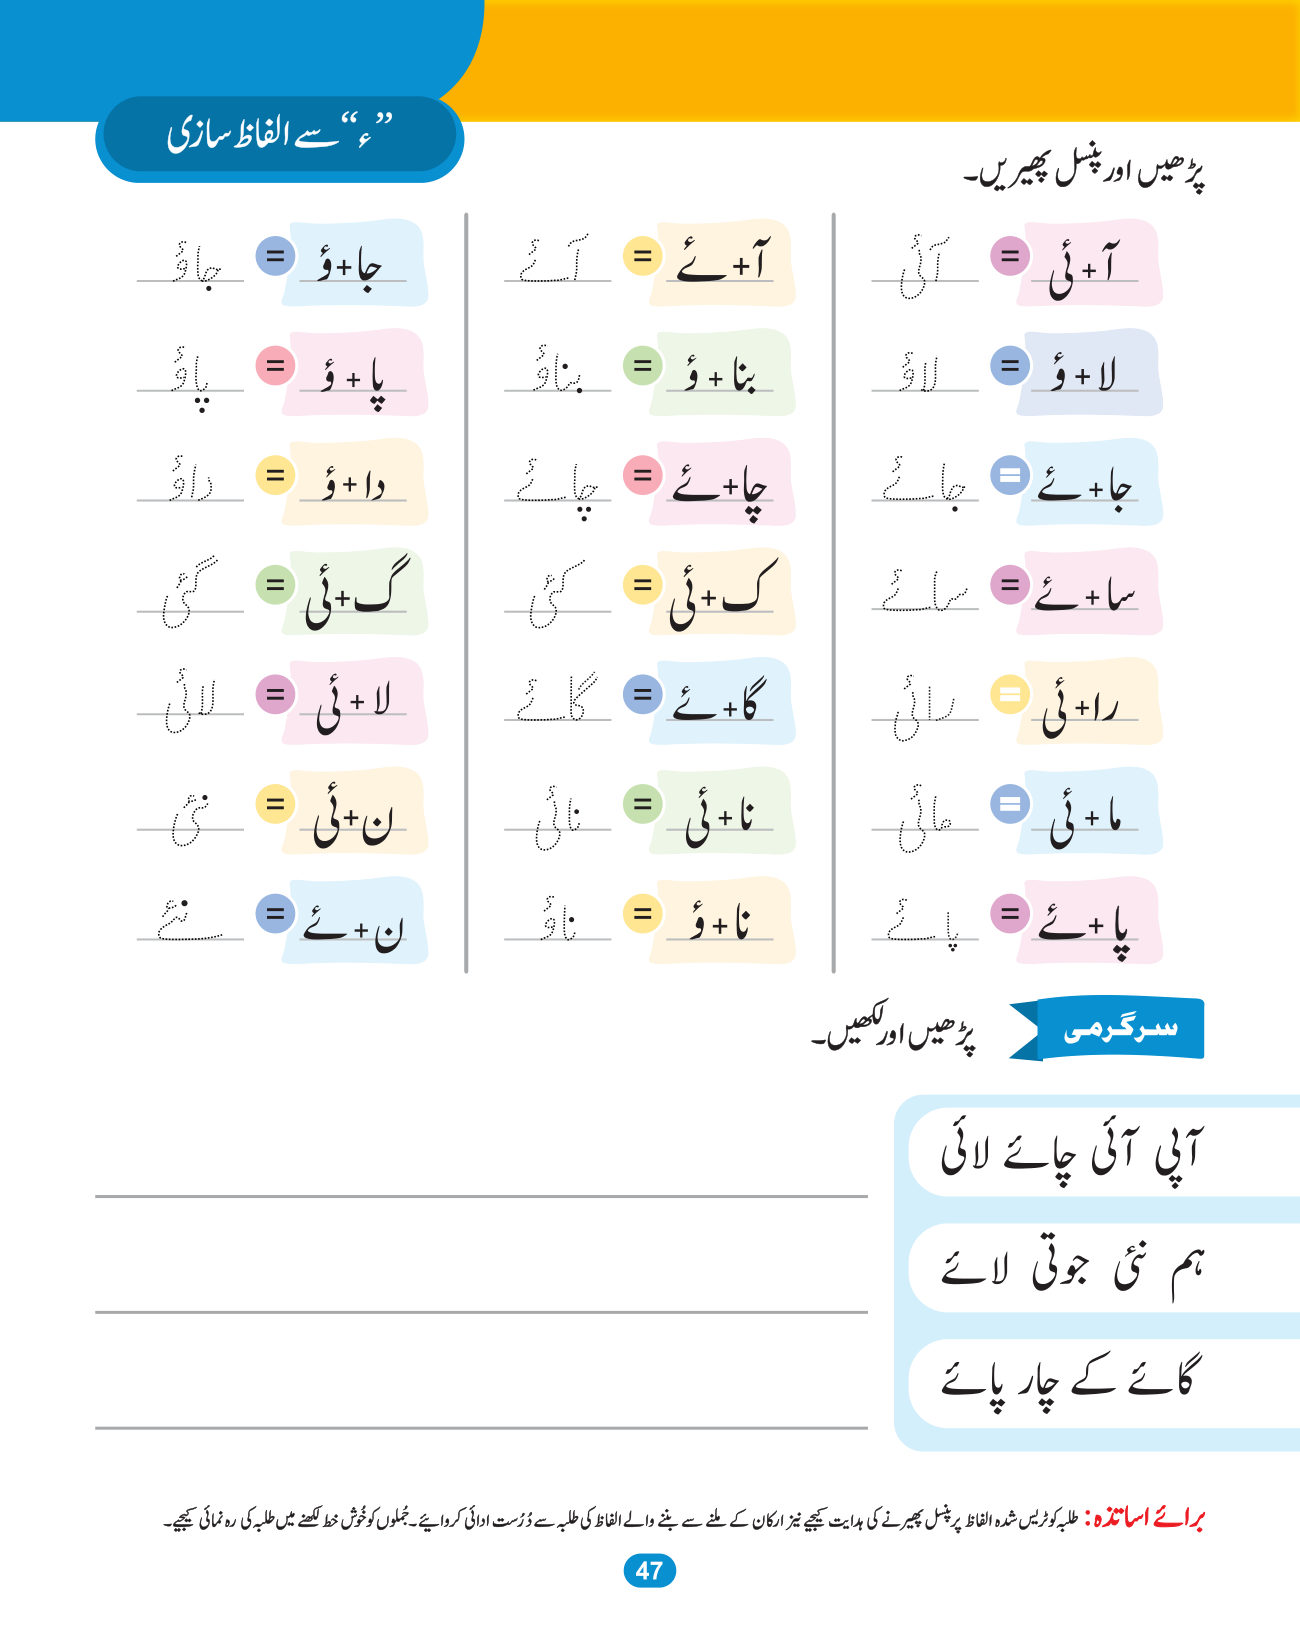 ”ء“ سے الفاظ سازی
پڑھیں اور پنسل پھیریں۔
آ + ئی = آئی
لا + ؤ = لاؤ
جا + ئے = جائے
سا + ئے = سائے
را + ئی = رائی
ما + ئی = مائی
پا + ئے = پائے
آ + ئے = آئے
بنا + ؤ = بناؤ
چا + ئے = چائے
ک + ئی = کئی
گا + ئے = گائے
نا + ئی = نائی
نا + ؤ = ناؤ
جا + ؤ = جاؤ
پا + ؤ = پاؤ
دا + ؤ = داؤ
گ + ئی = گئی
لا + ئی = لائی
ن + ئی = نئی
ن + ئے = نئے
سرگرمی
پڑھیں اور لکھیں۔
آپی آئی چائے لائی
ہم نئی جوتی لائے
گائے کے چار پائے
برائے اساتذہ: طلبہ کو ٹریس شدہ الفاظ پر پنسل پھیرنے کی ہدایت کیجیے نیز ارکان کے ملنے سے بننے والے الفاظ کی طلبہ سے دُرُست ادائی کروائیے۔ جُملوں کو خُوش خط لکھنے میں طلبہ کی رہ نمائی کیجیے۔
47